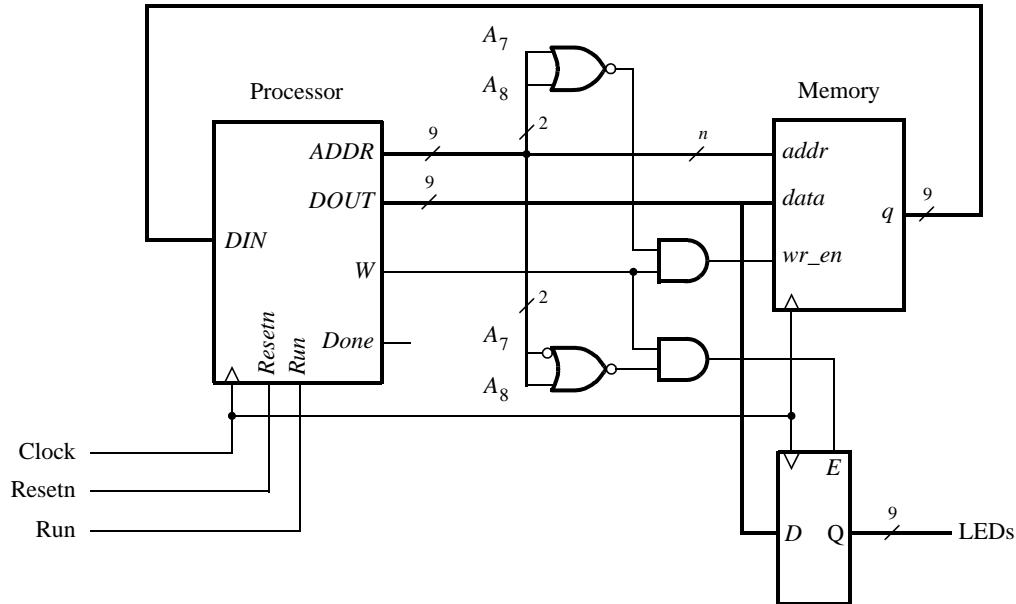 A7
A8
Processor
Memory
2
9
n
ADDR
addr
9
DOUT
data
9
q
DIN
wr_en
W
2
A7
Done
Resetn
Run
A8
Clock
E
Resetn
9
Run
D
Q
LEDs